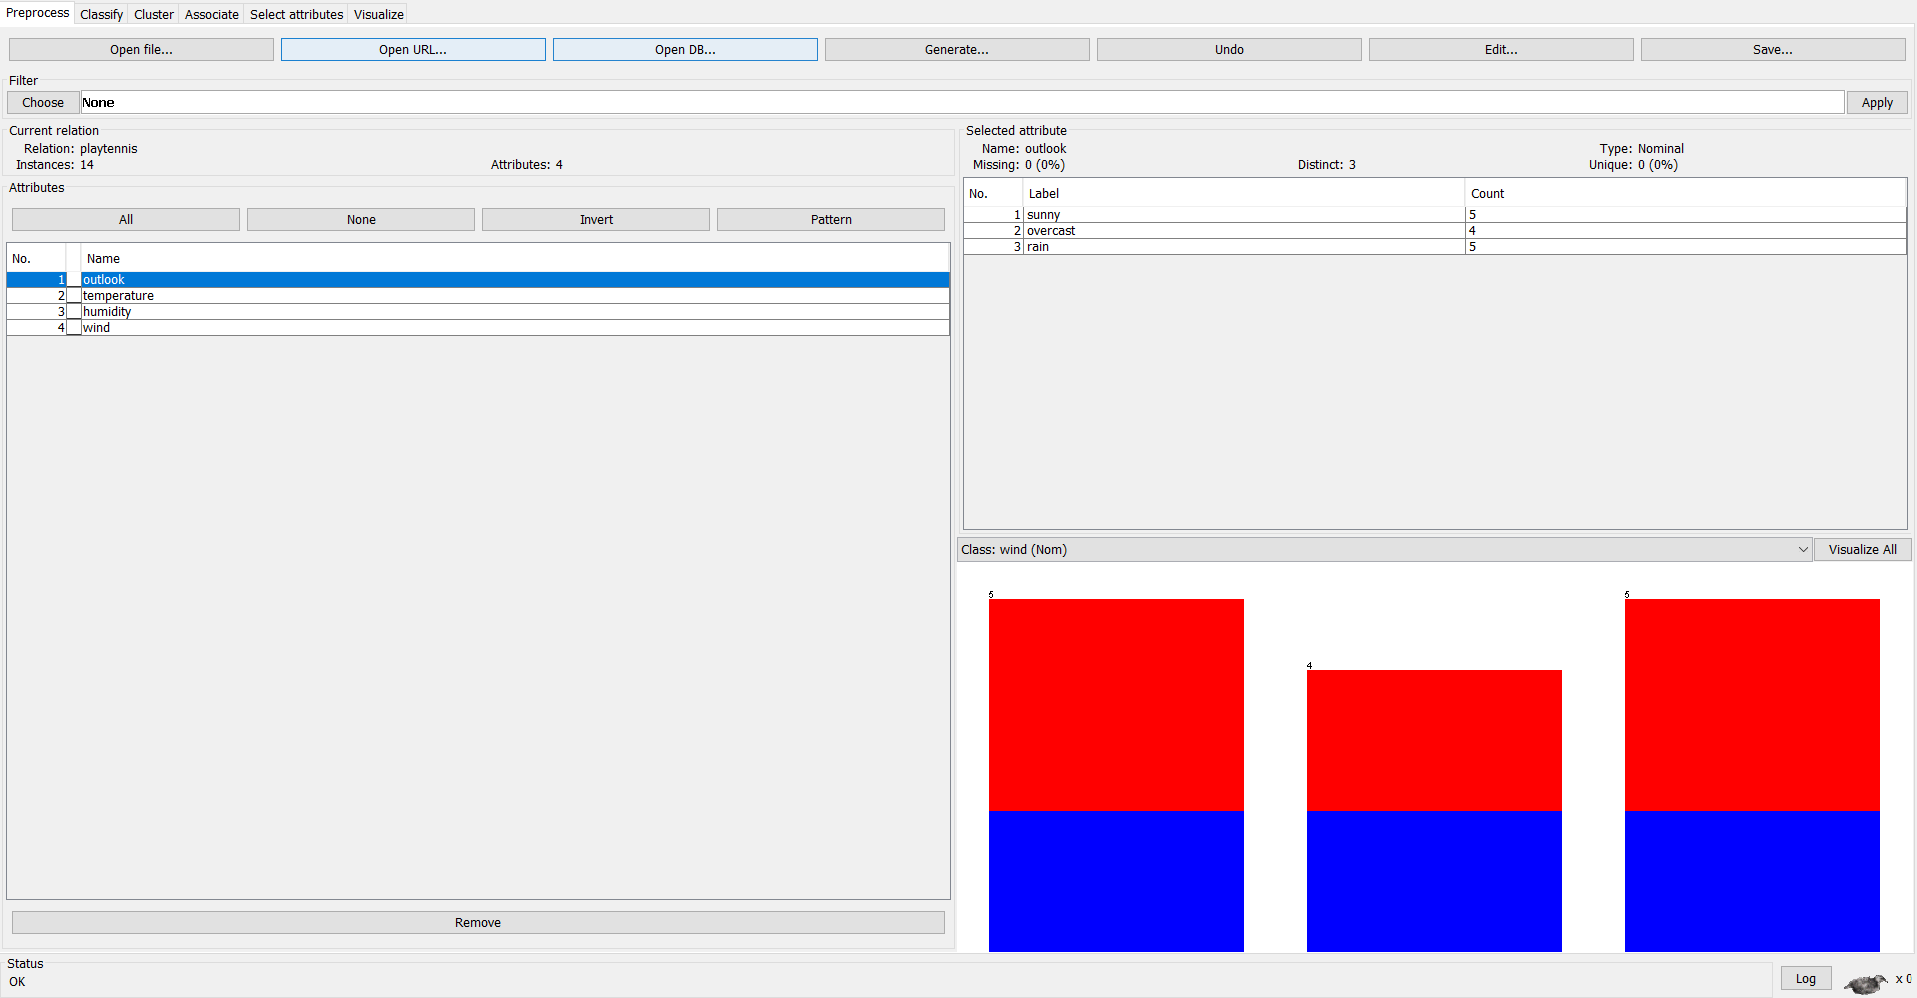 Preprocess Classify Cluster Associate Select attributes Visualize
Open file... Open URL... Open DB... Generate... Undo Edit... Save...
Filter
Choose None Apply
Current relation
Relation: playtennis
Instances: 14 Attributes: 4
Attributes
All None Invert Pattern
No. Name
1 outlook
2 temperature
3 humidity
4 wind
Remove
Selected attribute
Name: outlook Type: Nominal
Missing: 0 (0%) Distinct: 3 Unique: 0 (0%)
No. Label Count
1 sunny 5
2 overcast 4
3 rain 5
Class: wind (Nom) Visualize All
5
4
5
Status
OK
Log x 0